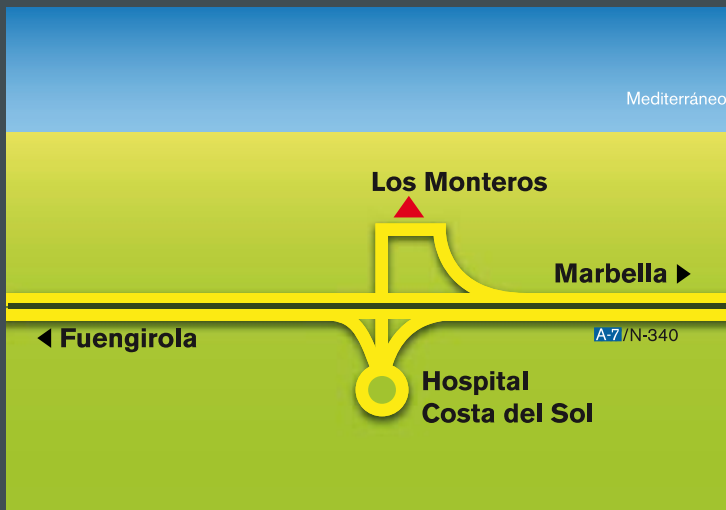 Mediterráneo
Los Monteros
Marbella
Fuengirola
A-7/N-340
Hospital
Costa del Sol